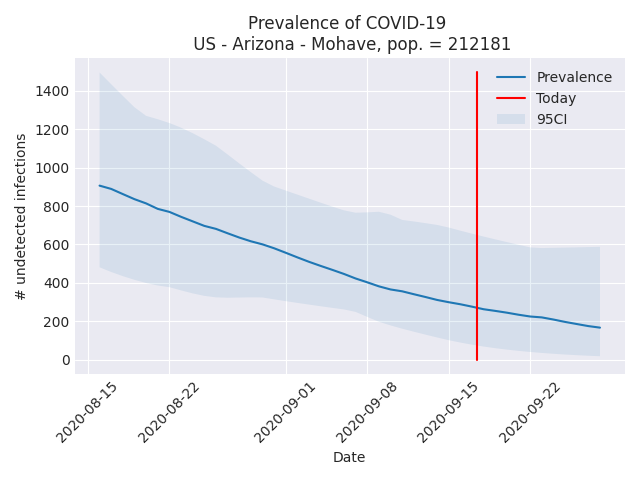 Prevalence of COVID-19
US - Arizona - Mohave, pop. = 212181
Prevalence
Today
95CI
# undetected infections
1400
1200
1000
800
600
400
200
0
2020-08-15
2020-08-22
2020-09-01
2020-09-08
2020-09-15
2020-09-22
Date